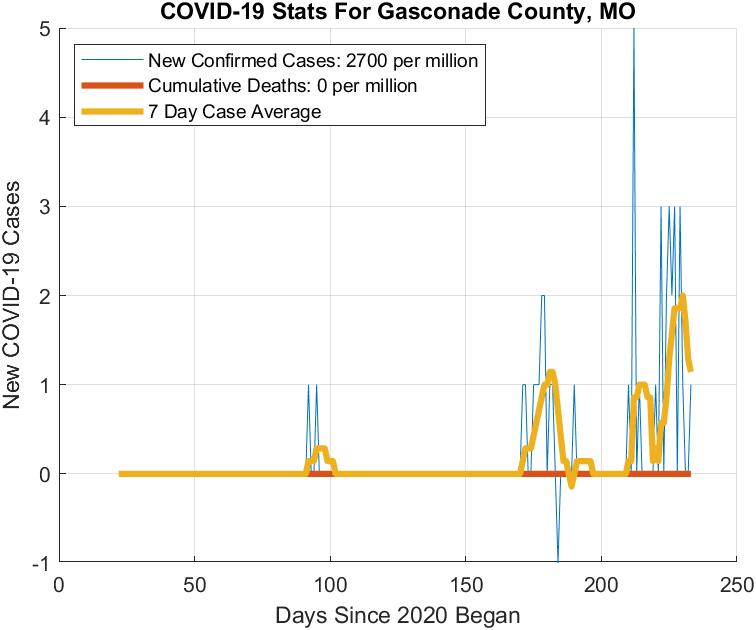 COVID-19 Stats For Gasconade County, MO
New Confirmed Cases: 2700 per million
Cumulative Deaths: 0 per million
7 Day Case Average
New COVID-19 Cases
5
4
3
2
1
0
-1
0 50 100 150 200 250
Days Since 2020 Began